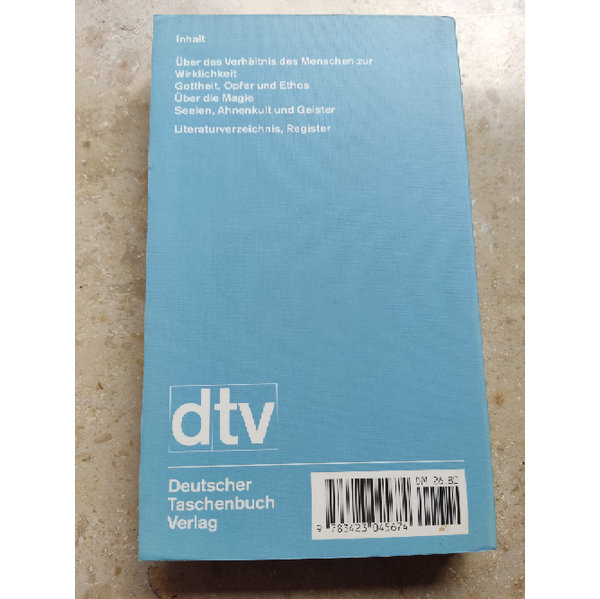 Inhalt
Über das Verhältnis des Menschen zur
Wirklichkeit
Gottheit, Opfer und Ethos
Über die Magie
Seelen, Ahnenkult und Geister
Literaturverzeichnis, Register
dtv
Deutscher
Taschenbuch
Verlag
DM 26.80
9 783423 045674